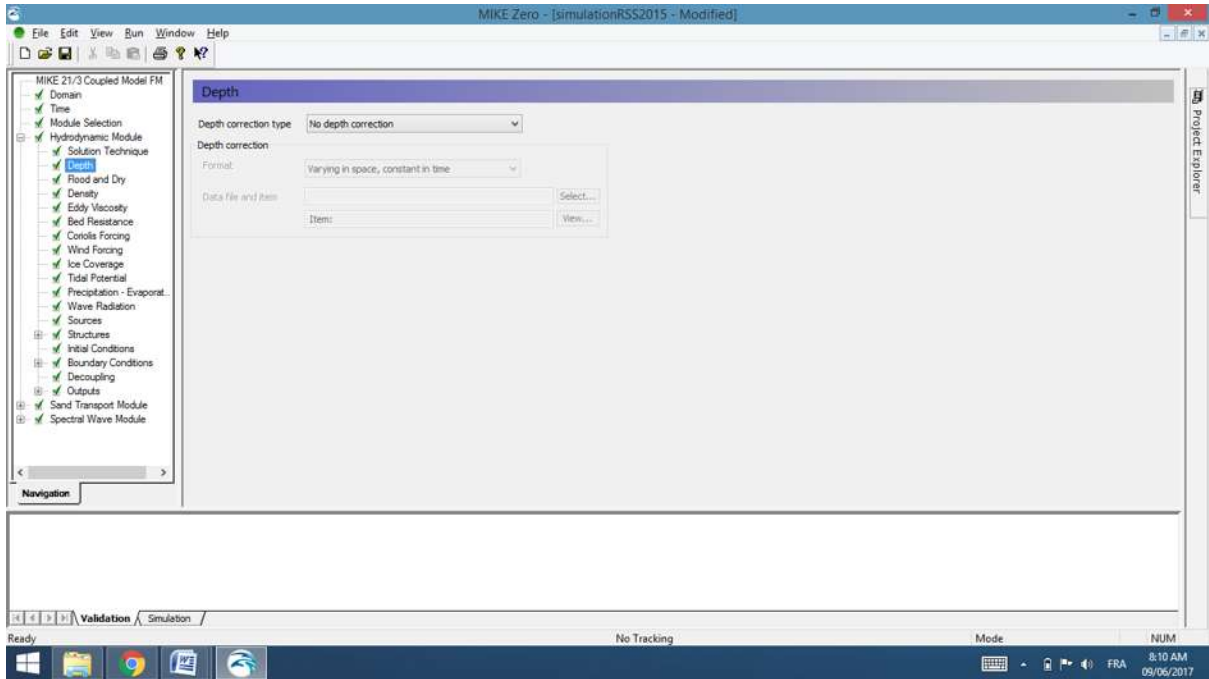 MIKE Zero - [simulationRSS2015 - Modified]
File Edit View Run Window Help
MIKE 21/3 Coupled Model FM
Domain
Time
Module Selection
Hydrodynamic Module
Solution Technique
Depth
Flood and Dry
Density
Eddy Viscosity
Bed Resistance
Coriolis Forcing
Wind Forcing
Ice Coverage
Tidal Potential
Precipitation - Evaporat...
Wave Radiation
Sources
Structures
Initial Conditions
Boundary Conditions
Decoupling
Outputs
Sand Transport Module
Spectral Wave Module
Navigation
Depth
Depth correction type No depth correction
Depth correction
Format: Varying in space, constant in time
Data file and item Select...
Item: View...
Project Explorer
Validation Simulation
Ready No Tracking Mode NUM
FRA 8:10 AM
09/06/2017